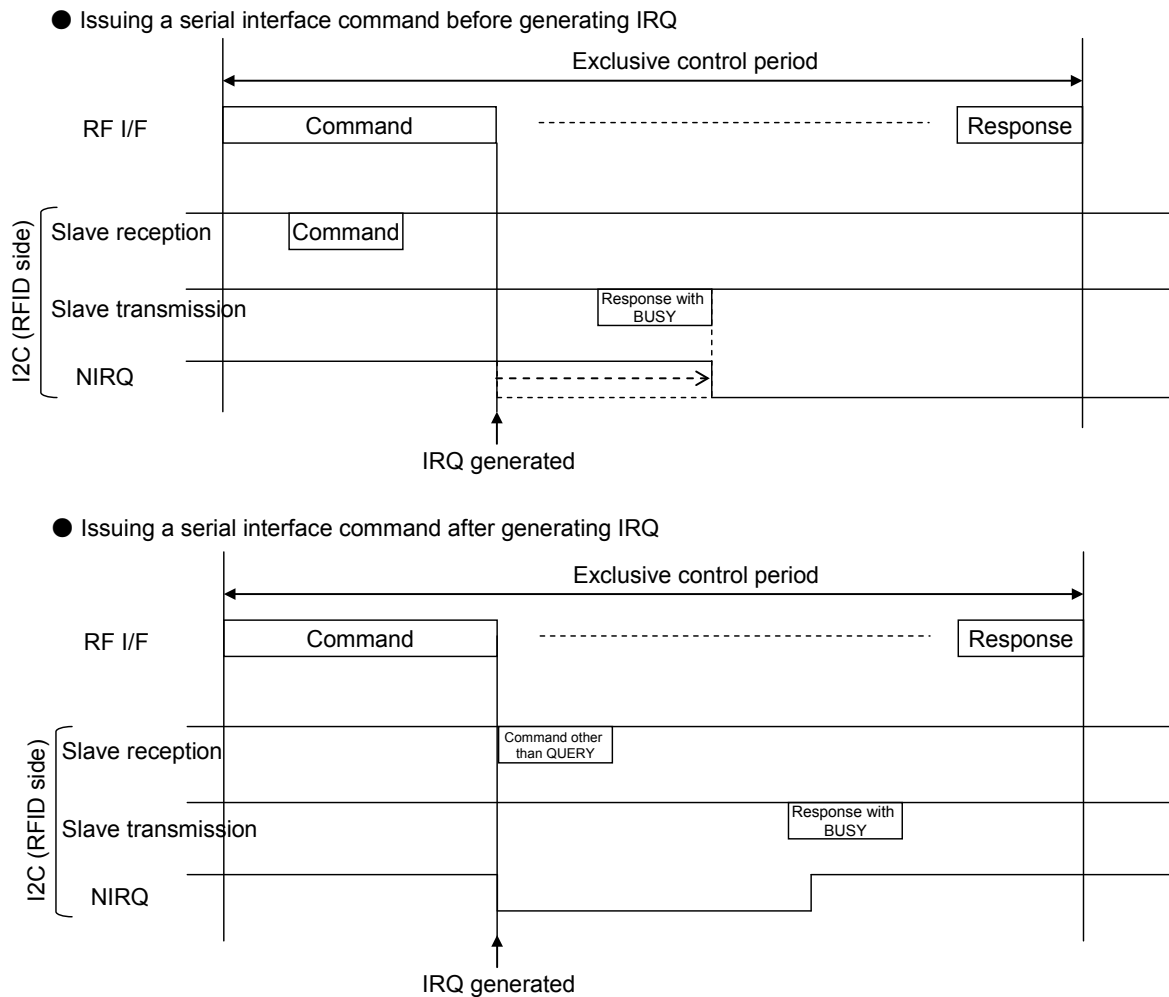 ● Issuing a serial interface command before generating IRQ
Exclusive control period
RF I/F
Command
Response
I2C (RFID side)
Slave reception
Command
Slave transmission
Response with
BUSY
NIRQ
IRQ generated
● Issuing a serial interface command after generating IRQ
Exclusive control period
RF I/F
Command
Response
I2C (RFID side)
Slave reception
Command other
than QUERY
Slave transmission
Response with
BUSY
NIRQ
IRQ generated